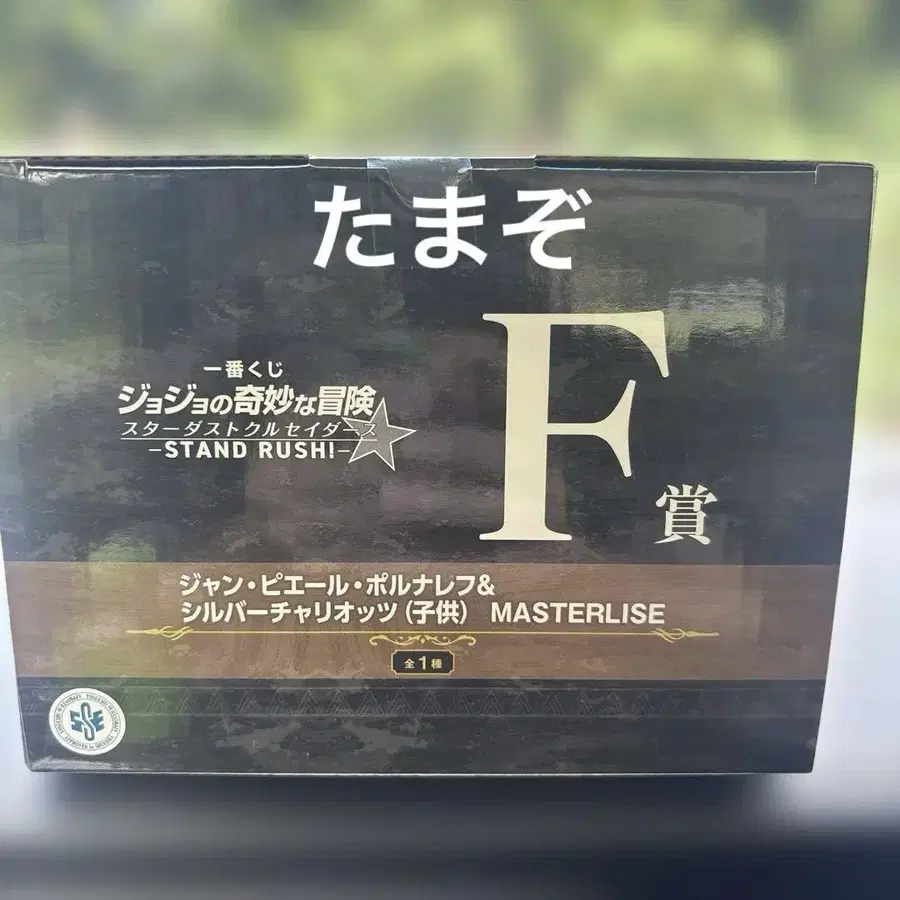 たまぞ
F賞
一番くじ
ジョジョの奇妙な冒険
スターダストクルセイダース
-STAND RUSH!-
ジャン・ピエール・ポルナレフ&
シルバーチャリオッツ(子供) MASTERLISE
全1種